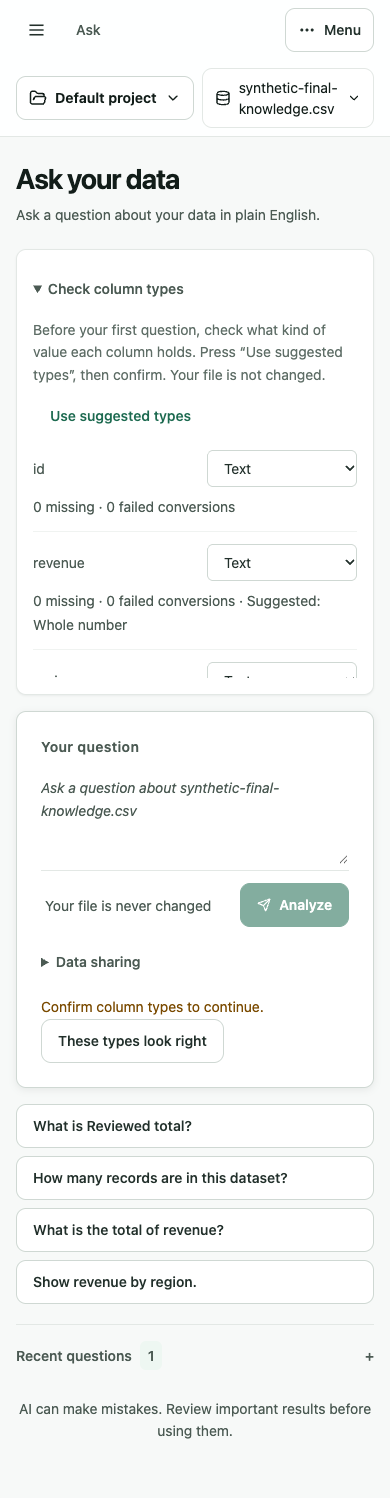 Ask
Menu
Default project
synthetic-final-
knowledge.csv
Ask your data
Ask a question about your data in plain English.
Check column types
Before your first question, check what kind of
value each column holds. Press “Use suggested
types”, then confirm. Your file is not changed.
Use suggested types
id
Text
0 missing · 0 failed conversions
revenue
Text
0 missing · 0 failed conversions · Suggested:
Whole number
Your question
Ask a question about synthetic-final-
knowledge.csv
Your file is never changed
Analyze
Data sharing
Confirm column types to continue.
These types look right
What is Reviewed total?
How many records are in this dataset?
What is the total of revenue?
Show revenue by region.
Recent questions 1
+
AI can make mistakes. Review important results before
using them.